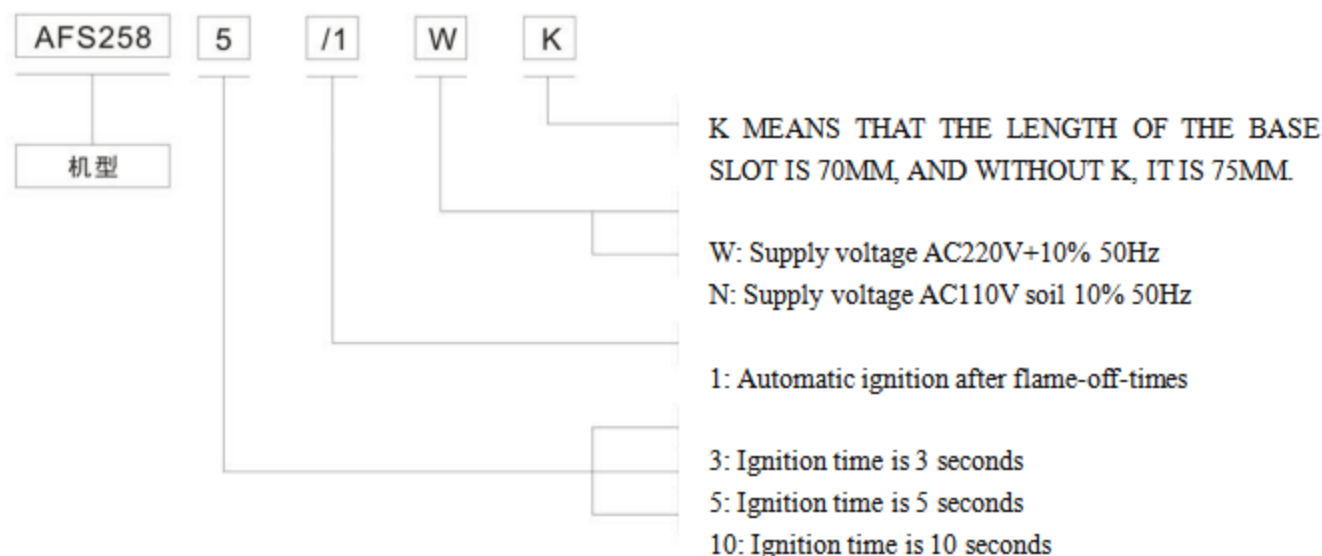 AFS258 5 /1 W K
机型
K MEANS THAT THE LENGTH OF THE BASE
SLOT IS 70MM, AND WITHOUT K, IT IS 75MM.
W: Supply voltage AC220V+10% 50Hz
N: Supply voltage AC110V soil 10% 50Hz
1: Automatic ignition after flame-off-times
3: Ignition time is 3 seconds
5: Ignition time is 5 seconds
10: Ignition time is 10 seconds